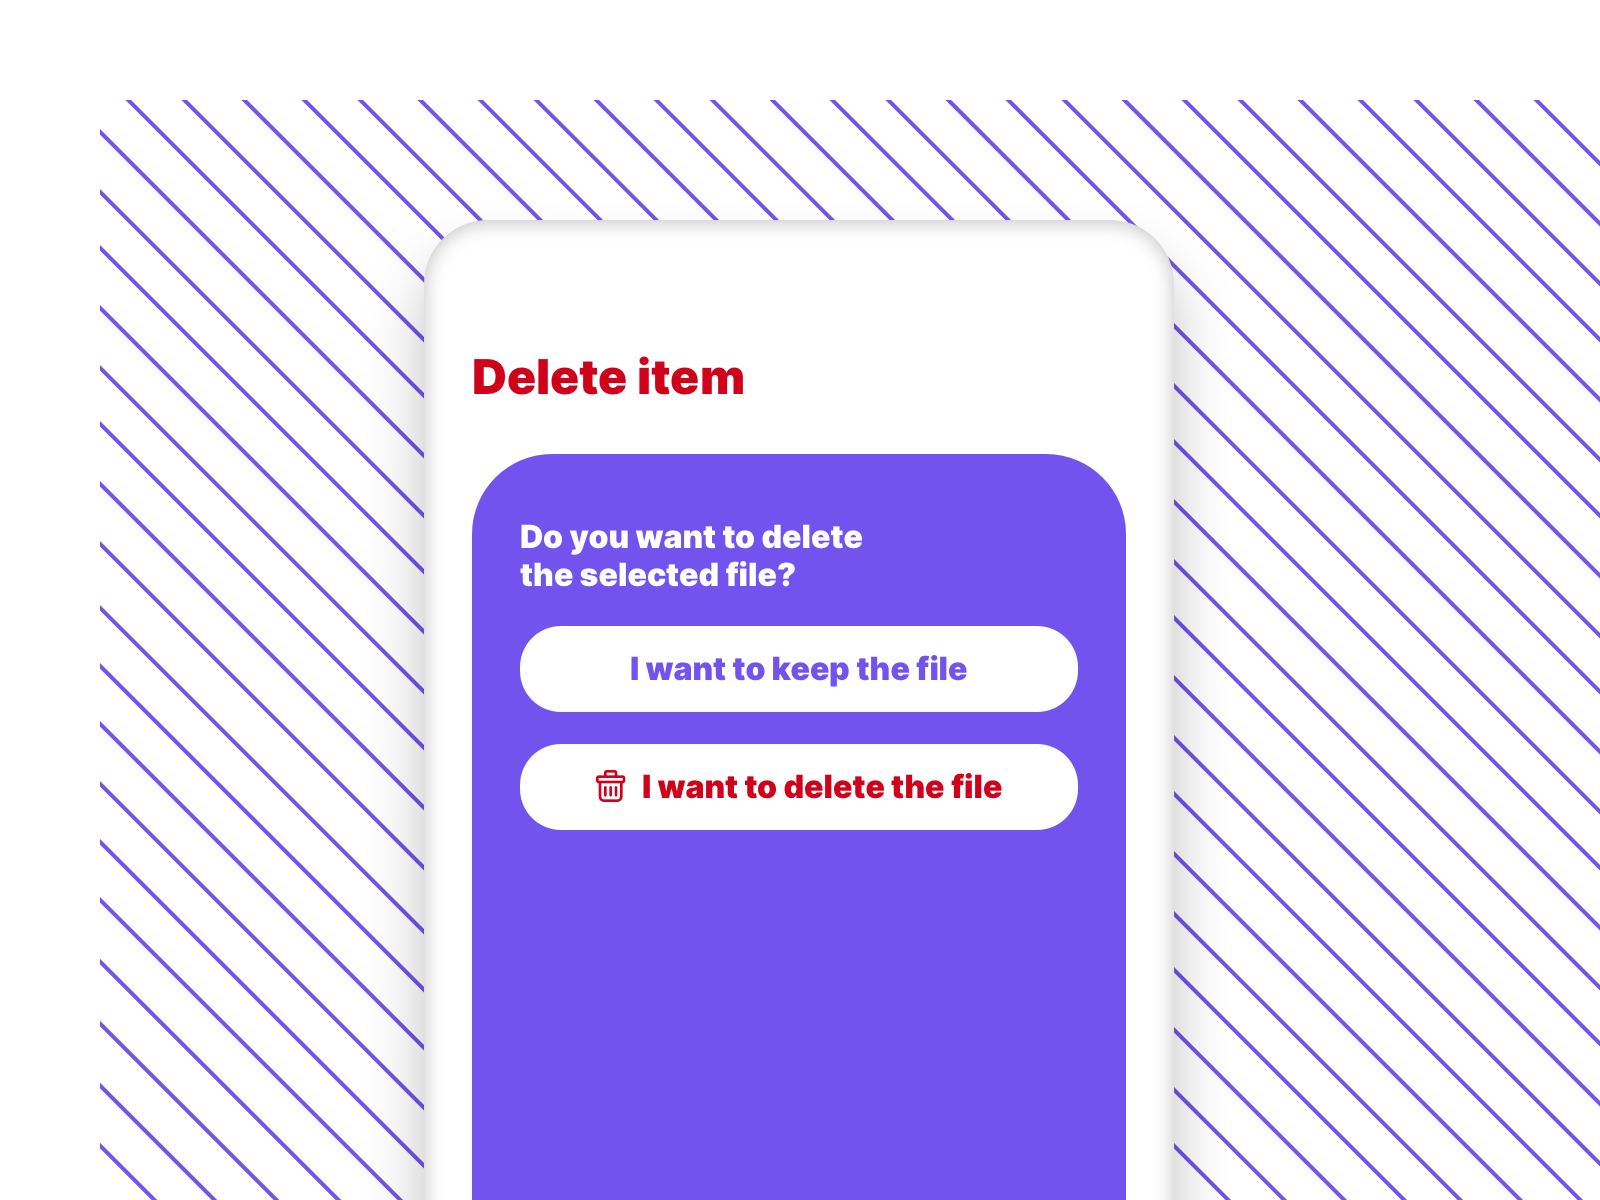 Delete item
Do you want to delete
the selected file?
I want to keep the file
I want to delete the file